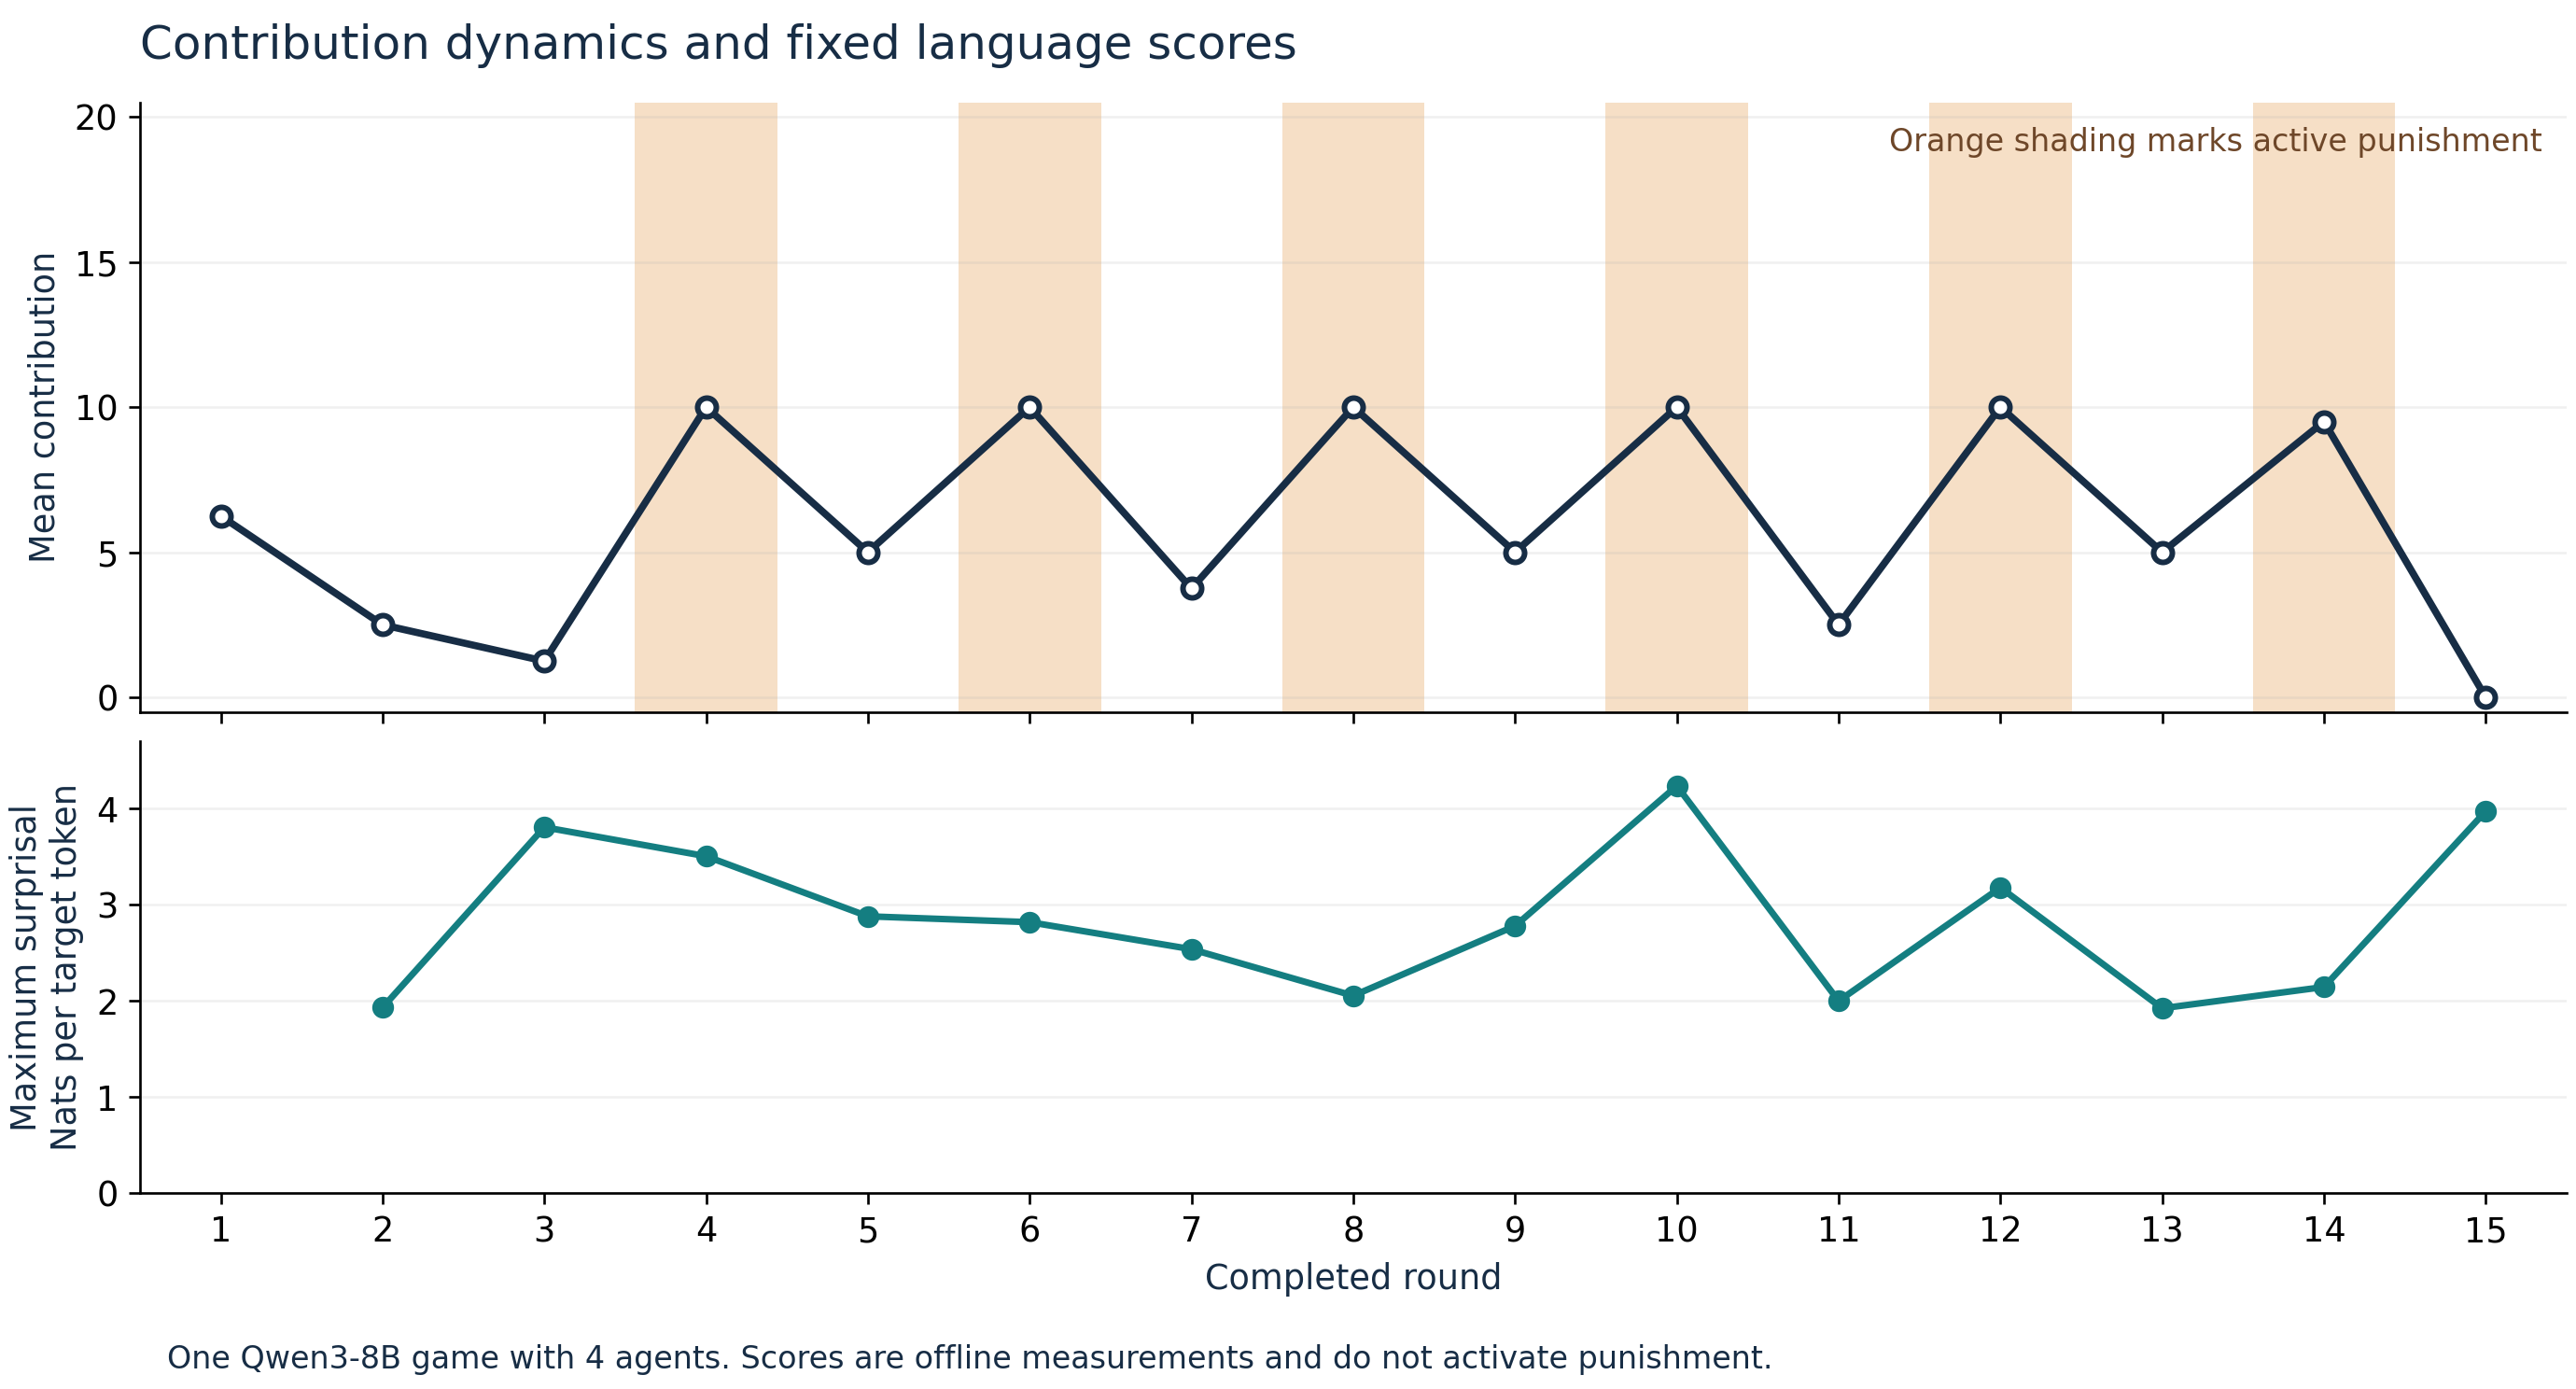 Contribution dynamics and fixed language scores
20
Orange shading marks active punishment
15
10
5
0
Mean contribution
4
3
2
1
0
Maximum surprisal
Nats per target token
1 2 3 4 5 6 7 8 9 10 11 12 13 14 15
Completed round
One Qwen3-8B game with 4 agents. Scores are offline measurements and do not activate punishment.